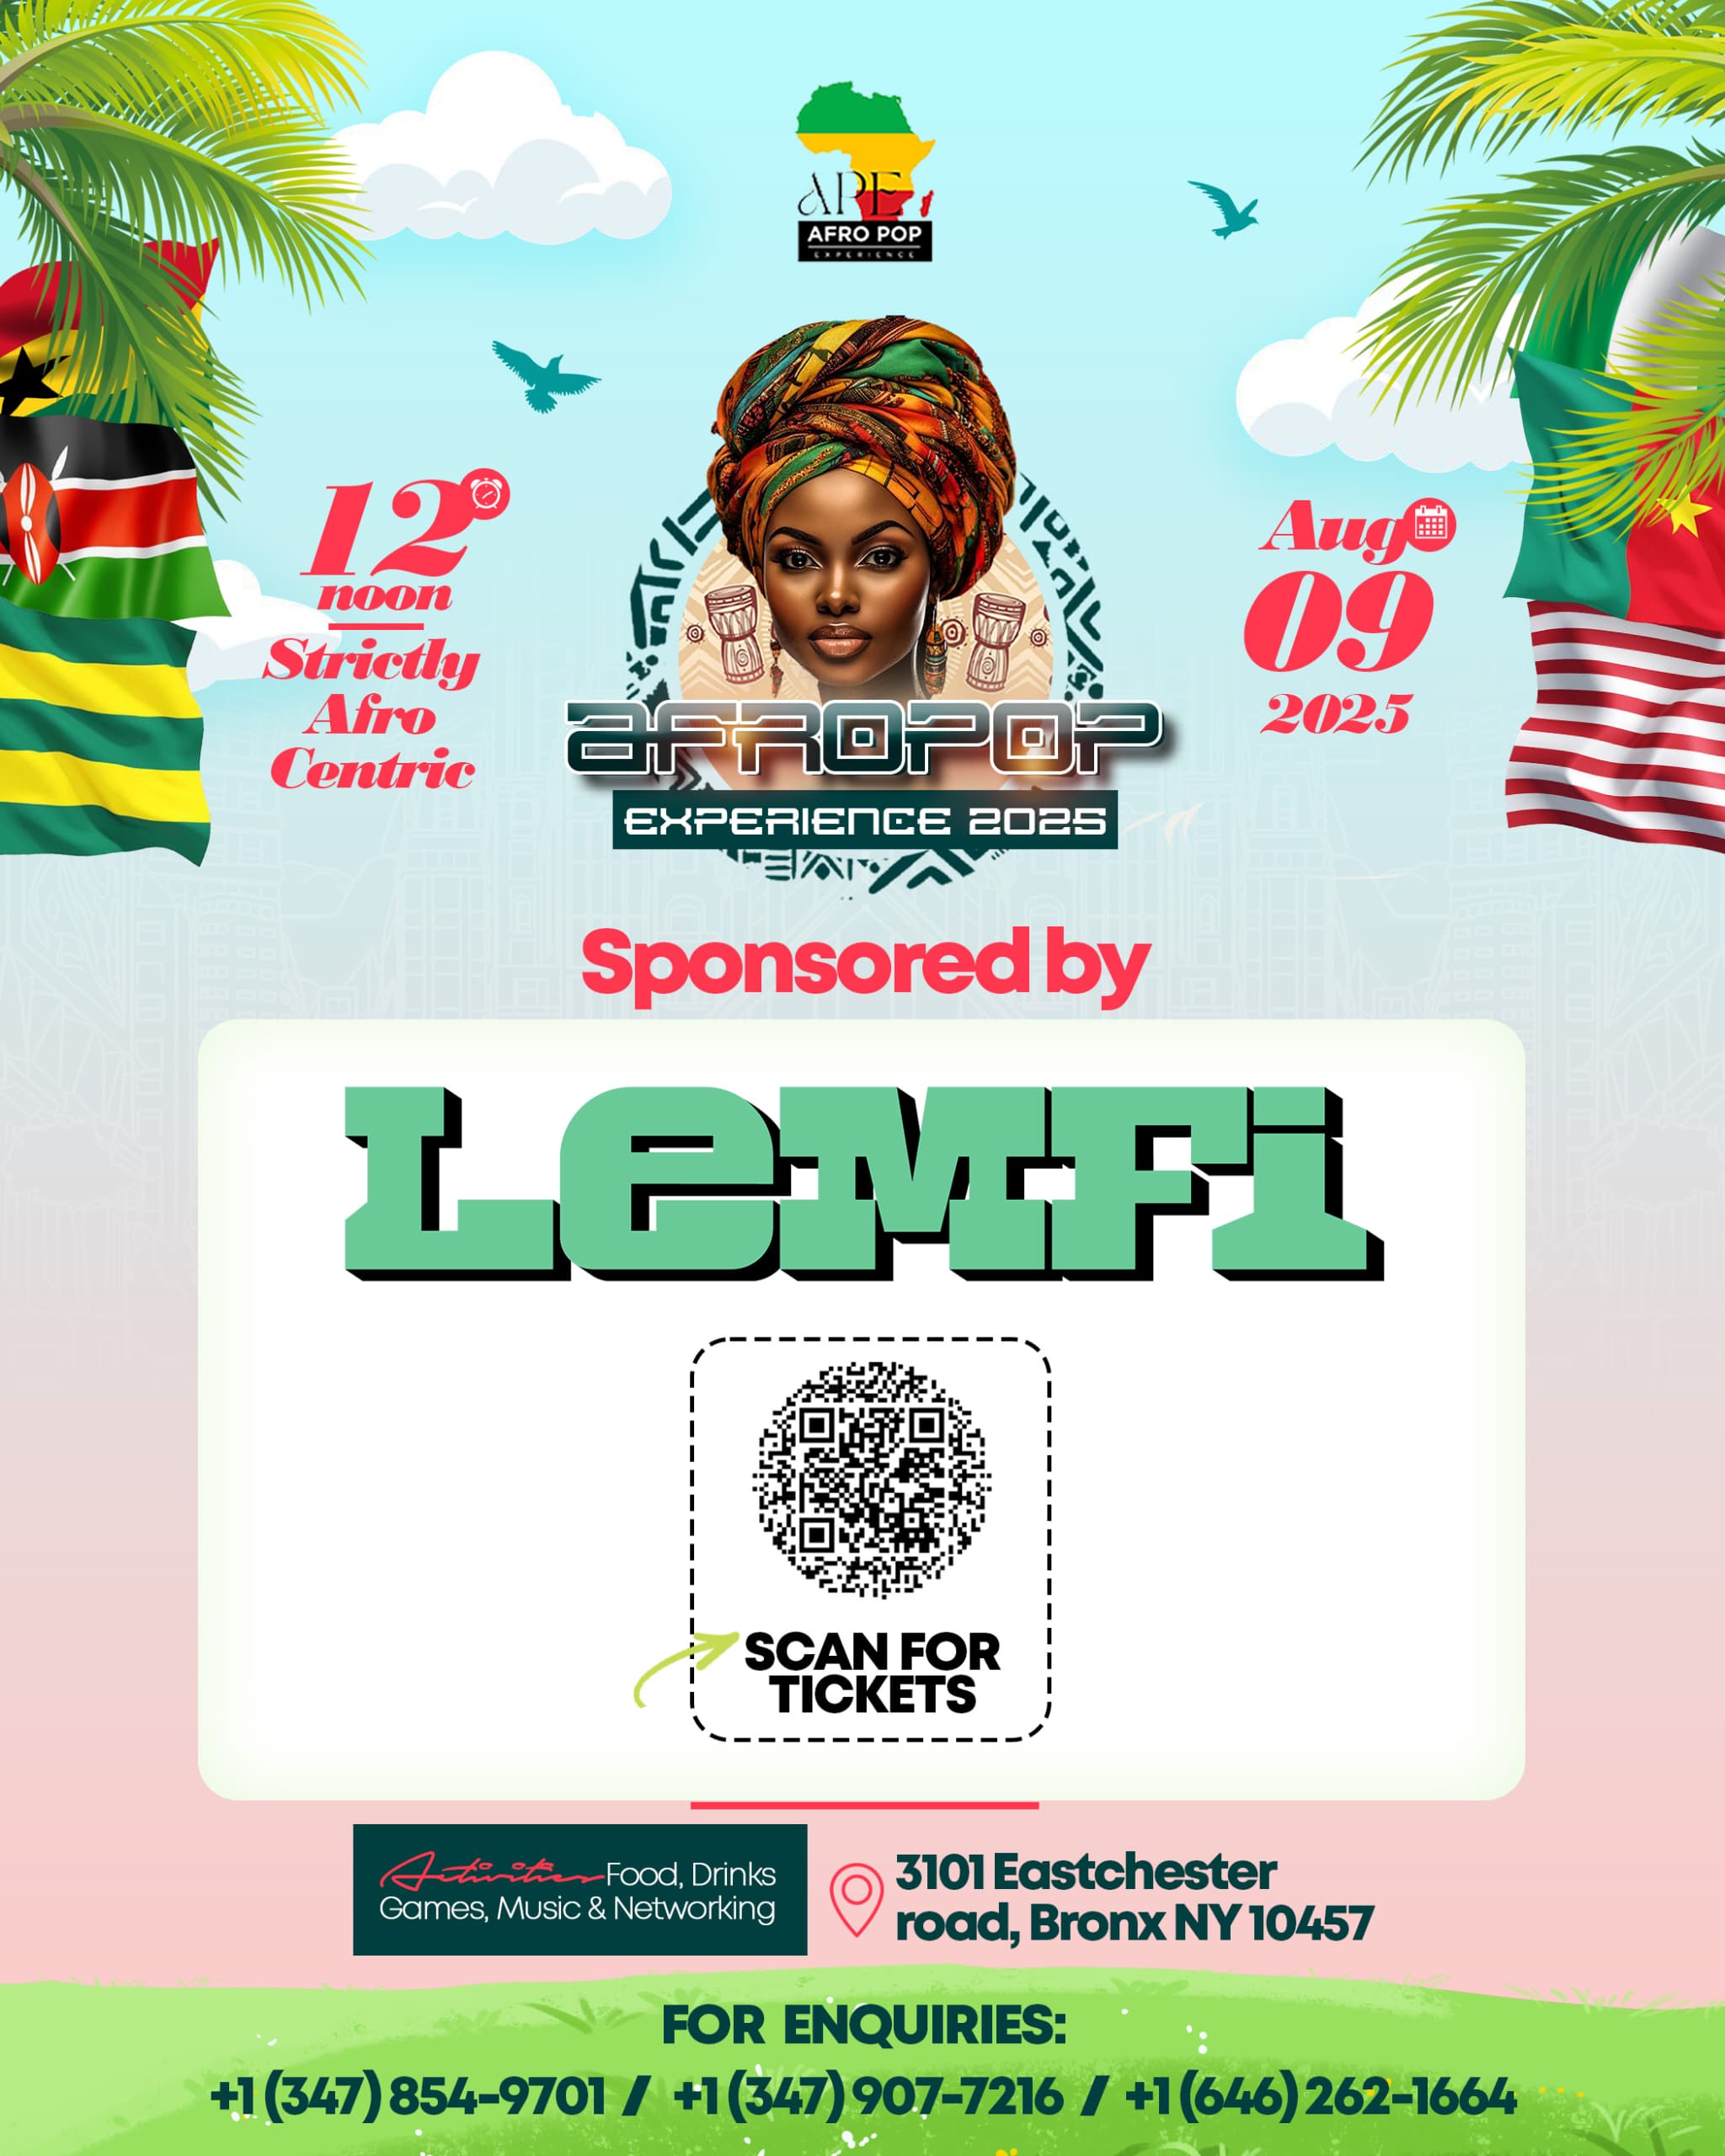 APE
AFRO POP
EXPERIENCE
12
noon
Strictly
Afro
Centric
Aug
09
2025
AFROPOP
EXPERIENCE 2025
Sponsored by
LeMFi
SCAN FOR
TICKETS
Activities Food, Drinks
Games, Music & Networking
3101 Eastchester
road, Bronx NY 10457
FOR ENQUIRIES:
+1 (347) 854-9701 / +1 (347) 907-7216 / +1 (646) 262-1664